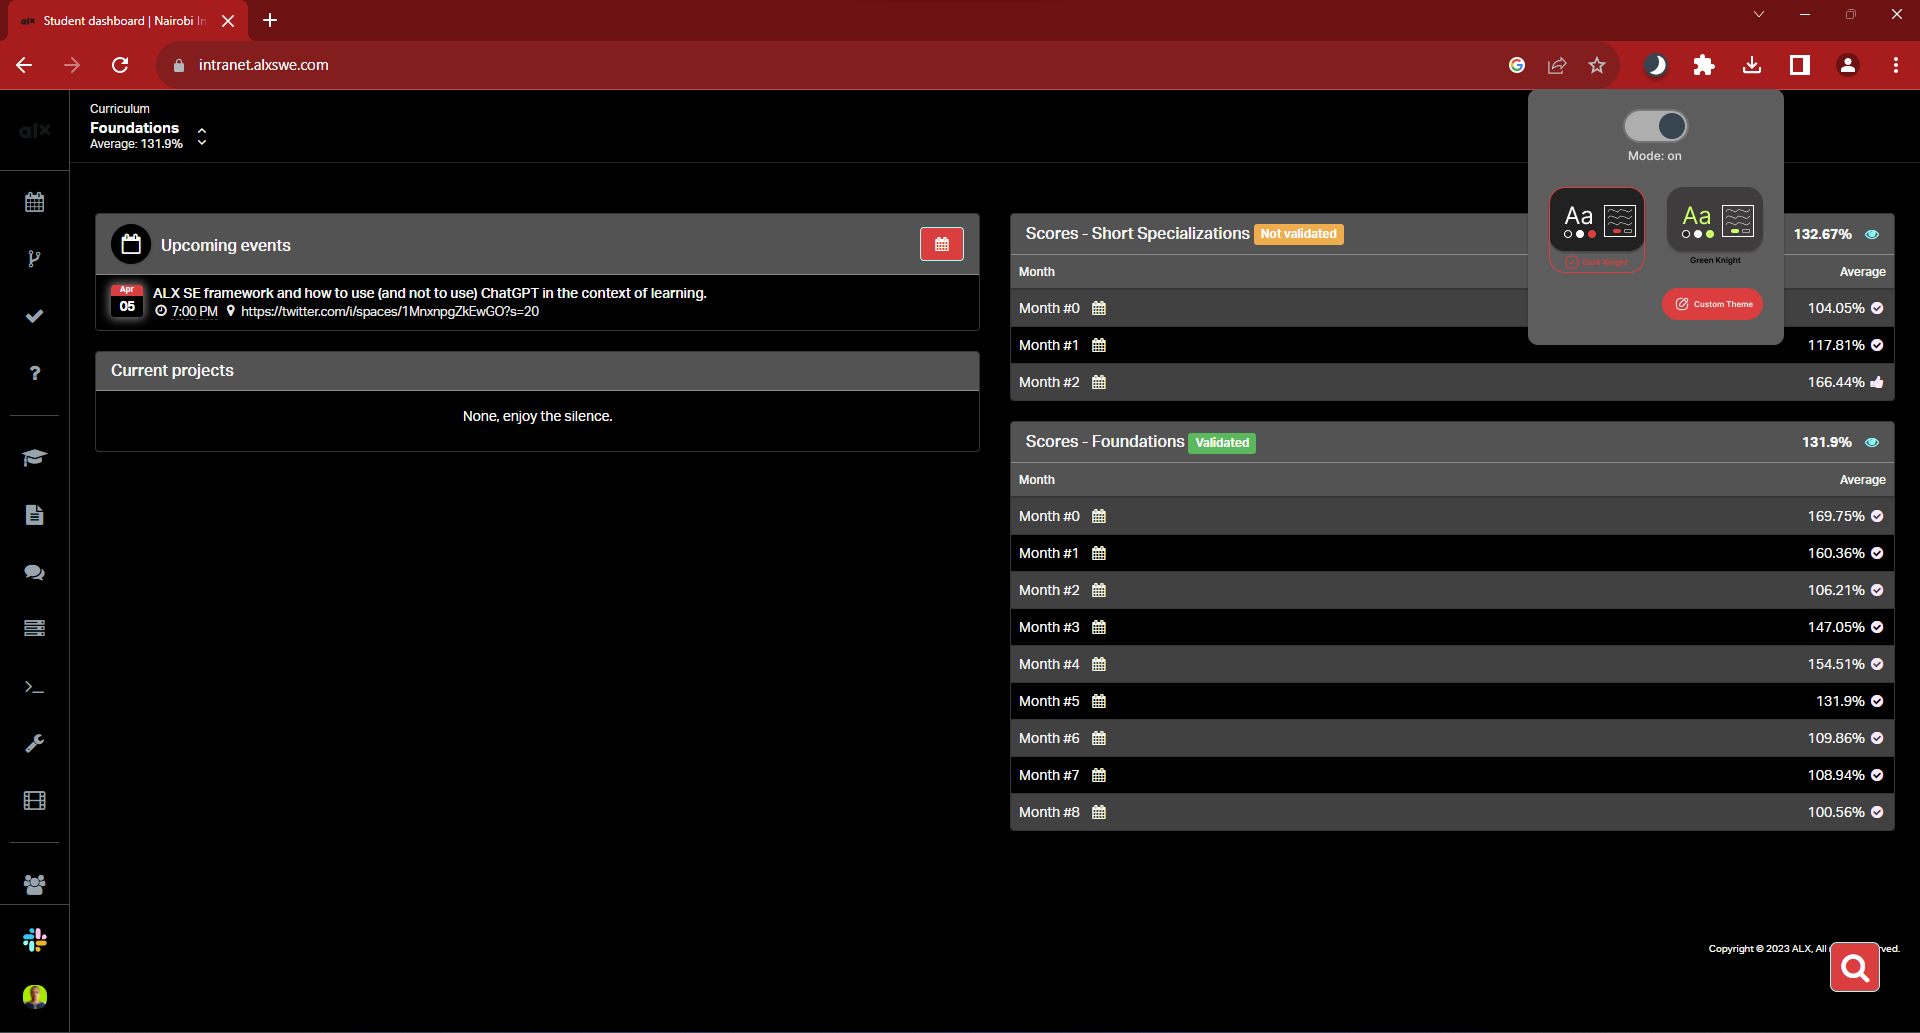 alx Student dashboard | Nairobi In
intranet.alxswe.com
alx
Curriculum
Foundations
Average: 131.9%
Mode: on
Aa
Dark Knight
Aa
Green Knight
Custom Theme
Upcoming events
Apr
05
ALX SE framework and how to use (and not to use) ChatGPT in the context of learning.
7:00 PM https://twitter.com/i/spaces/1MnxnpgZkEwGO?s=20
Current projects
None, enjoy the silence.
Scores - Short Specializations Not validated 132.67%
Month Average
Month #0 104.05%
Month #1 117.81%
Month #2 166.44%
Scores - Foundations Validated 131.9%
Month Average
Month #0 169.75%
Month #1 160.36%
Month #2 106.21%
Month #3 147.05%
Month #4 154.51%
Month #5 131.9%
Month #6 109.86%
Month #7 108.94%
Month #8 100.56%
Copyright © 2023 ALX, All rved.